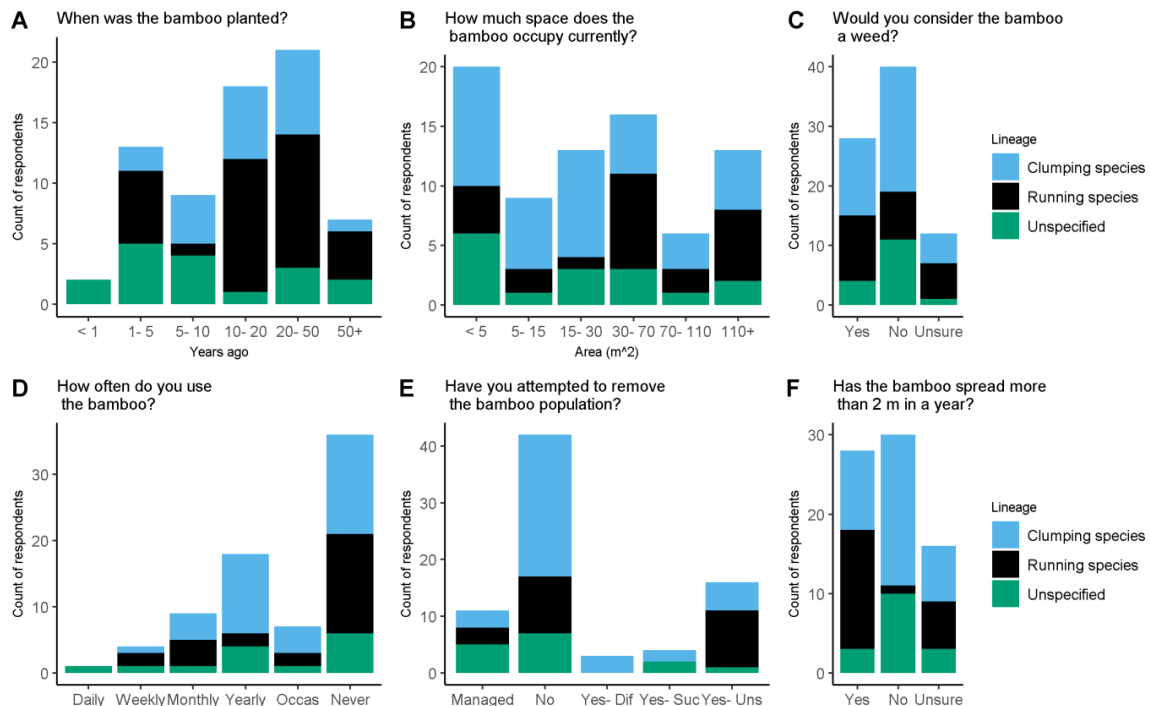 A When was the bamboo planted?
Count of respondents
20
15
10
5
0
< 1 1- 5 5- 10 10- 20 20- 50 50+
Years ago
B How much space does the
bamboo occupy currently?
Count of respondents
20
15
10
5
0
< 5 5- 15 15- 30 30- 70 70- 110 110+
Area (m^2)
C Would you consider the bamboo
a weed?
Count of respondents
40
30
20
10
0
Yes No Unsure
Lineage
Clumping species
Running species
Unspecified
D How often do you use
the bamboo?
Count of respondents
30
20
10
0
Daily Weekly Monthly Yearly Occas Never
E Have you attempted to remove
the bamboo population?
Count of respondents
40
30
20
10
0
Managed No Yes- Dif Yes- Suc Yes- Uns
F Has the bamboo spread more
than 2 m in a year?
Count of respondents
30
20
10
0
Yes No Unsure
Lineage
Clumping species
Running species
Unspecified